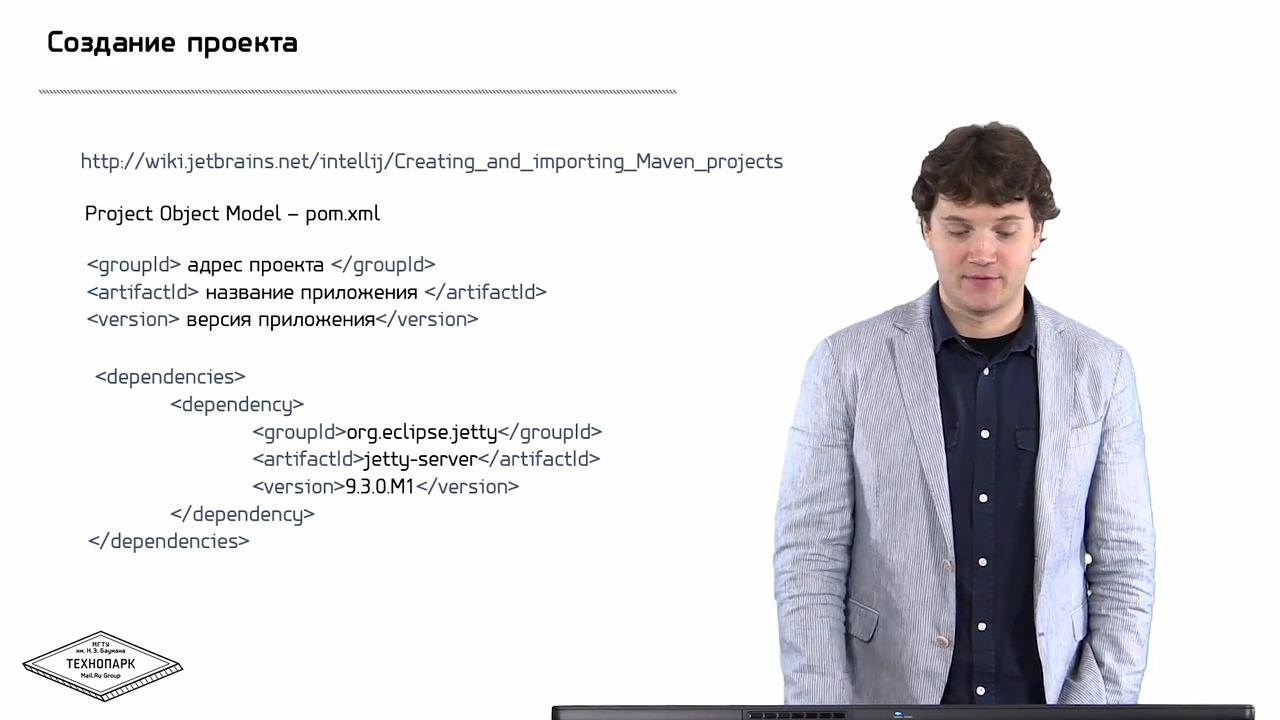 Создание проекта
http://wiki.jetbrains.net/intellij/Creating_and_importing_Maven_projects
Project Object Model – pom.xml
<groupId> адрес проекта </groupId>
<artifactId> название приложения </artifactId>
<version> версия приложения</version>
<dependencies>
<dependency>
<groupId>org.eclipse.jetty</groupId>
<artifactId>jetty-server</artifactId>
<version>9.3.0.M1</version>
</dependency>
</dependencies>
МГТУ
им. Н.Э. Баумана
ТЕХНОПАРК
Mail.Ru Group